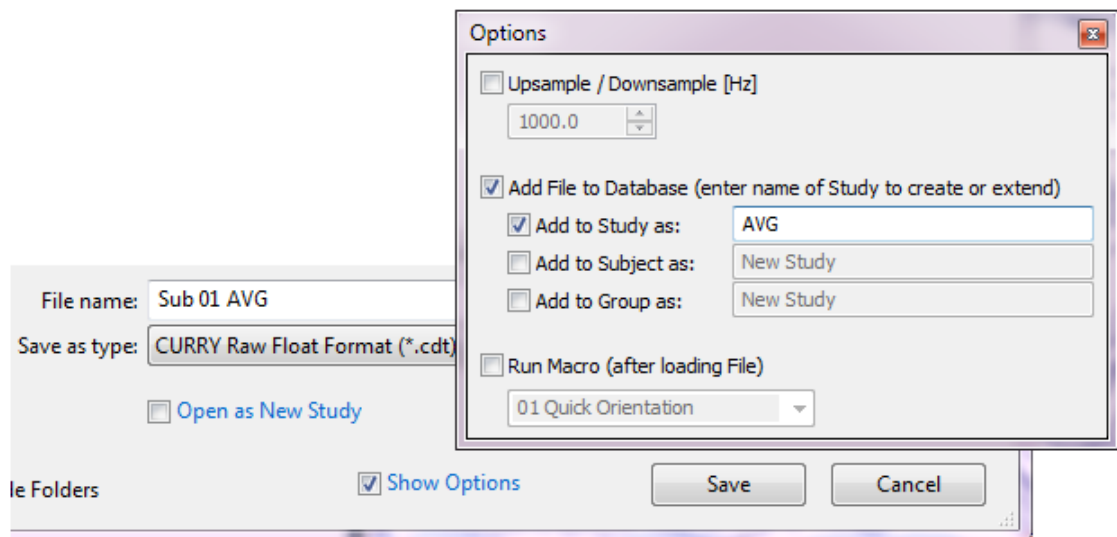 Options
Upsample / Downsample [Hz]
1000.0
Add File to Database (enter name of Study to create or extend)
Add to Study as: AVG
Add to Subject as: New Study
Add to Group as: New Study
Run Macro (after loading File)
01 Quick Orientation
File name: Sub 01 AVG
Save as type: CURRY Raw Float Format (*.cdt)
Open as New Study
le Folders
Show Options
Save
Cancel